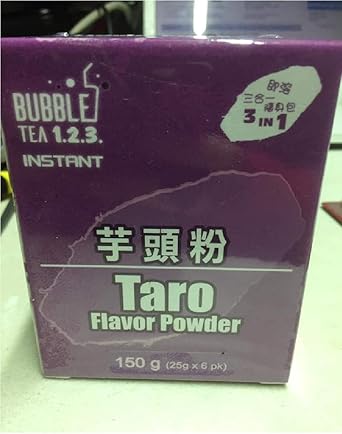 BUBBLE
TEA 1.2.3.
INSTANT
即溶
三合一
隨身包
3 IN 1
芋頭粉
Taro
Flavor Powder
150 g (25g x 6 pk)